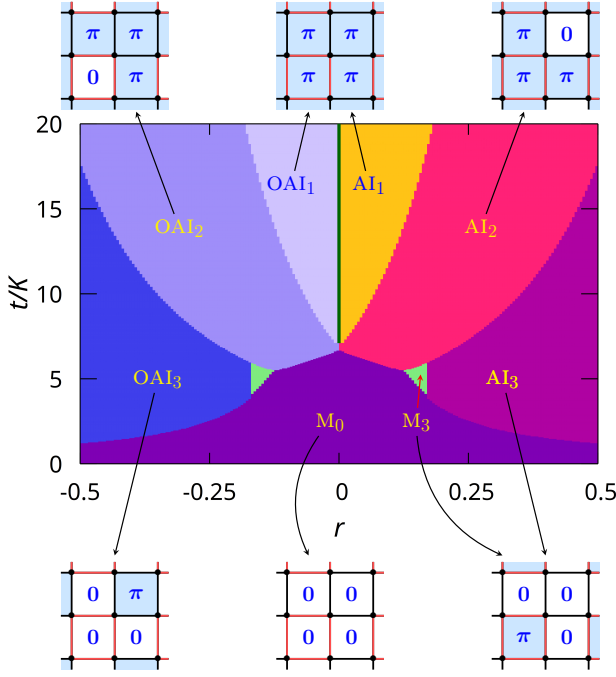 π π π π π 0
0 π π π π π
20
15
10
5
0
t/K
OAI₁ AI₁
OAI₂ AI₂
OAI₃ AI₃
M₀ M₃
-0.5 -0.25 0 0.25 0.5
r
0 π 0 0 0 0
0 0 0 0 π 0